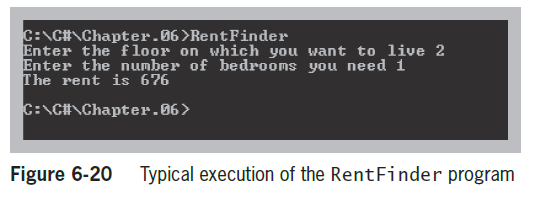 C:\C#\Chapter.06>RentFinder
Enter the floor on which you want to live 2
Enter the number of bedrooms you need 1
The rent is 676
C:\C#\Chapter.06>
Figure 6-20 Typical execution of the RentFinder program